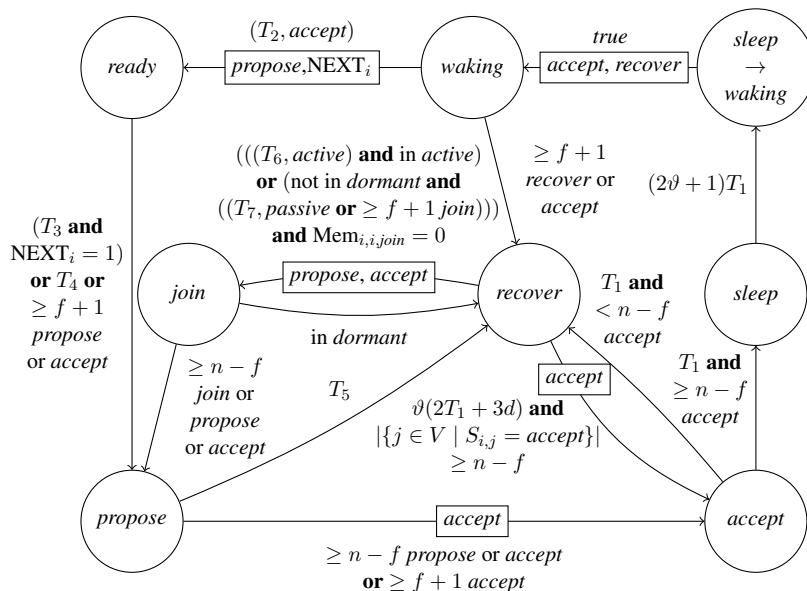 (T₂, accept)
ready
propose,NEXTᵢ
waking
true
accept, recover
sleep
→
waking
(((T₆, active) and in active)
or (not in dormant and
((T₇, passive or ≥ f + 1 join)))
and Memᵢ,ᵢ,ⱼₒᵢₙ = 0
≥ f + 1
recover or
accept
(2ϑ + 1)T₁
(T₃ and
NEXTᵢ = 1)
or T₄ or
≥ f + 1
propose
or accept
join
propose, accept
recover
in dormant
T₁ and
< n − f
accept
sleep
T₁ and
≥ n − f
accept
≥ n − f
join or
propose
or accept
T₅
accept
ϑ(2T₁ + 3d) and
|{j ∈ V | Sᵢ,ⱼ = accept}|
≥ n − f
propose
accept
accept
≥ n − f propose or accept
or ≥ f + 1 accept